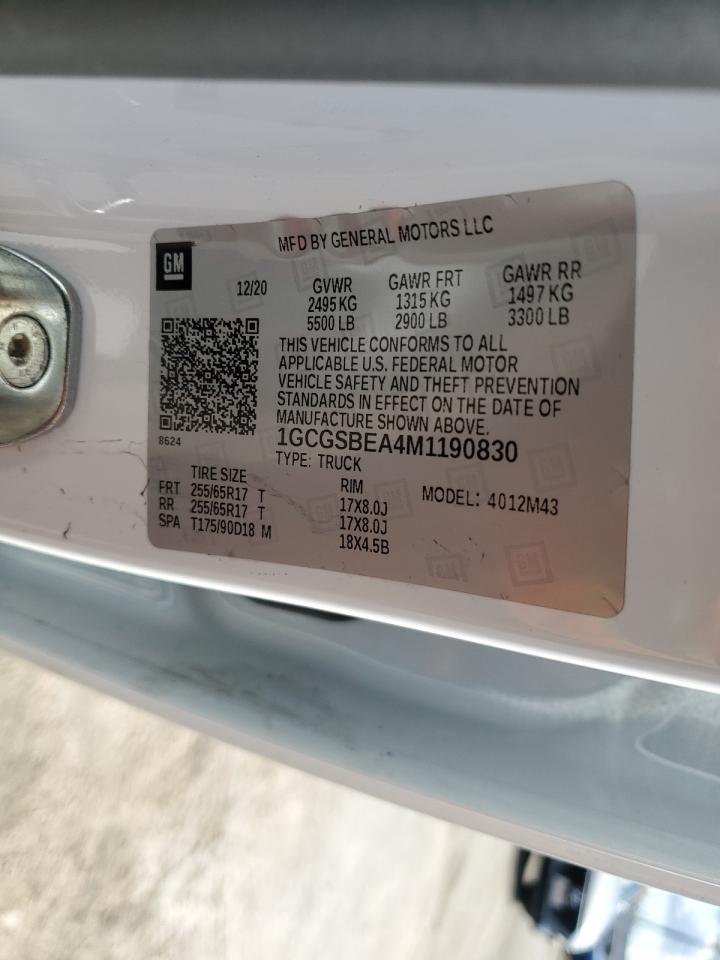 MFD BY GENERAL MOTORS LLC
GM
12/20 GVWR GAWR FRT GAWR RR
2495 KG 1315 KG 1497 KG
5500 LB 2900 LB 3300 LB
THIS VEHICLE CONFORMS TO ALL
APPLICABLE U.S. FEDERAL MOTOR
VEHICLE SAFETY AND THEFT PREVENTION
STANDARDS IN EFFECT ON THE DATE OF
MANUFACTURE SHOWN ABOVE.
8624
1GCGSBEA4M1190830
TYPE: TRUCK
TIRE SIZE RIM MODEL: 4012M43
FRT 255/65R17 T 17X8.0J
RR 255/65R17 T 17X8.0J
SPA T175/90D18 M 18X4.5B